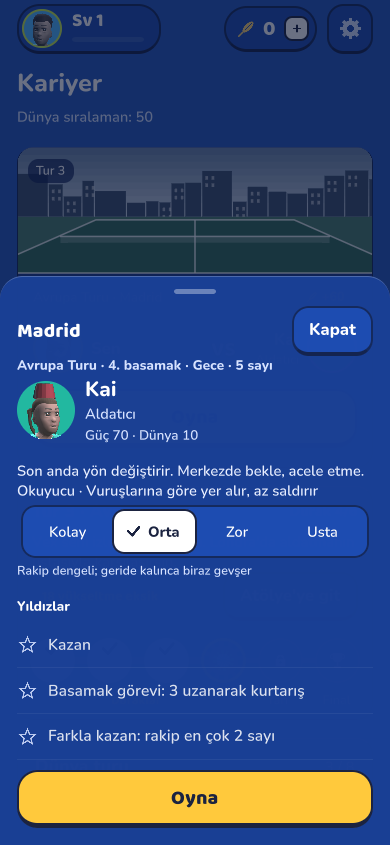 Sv 1
0
+
Kariyer
Dünya sıralaman: 50
Tur 3
Madrid
Kapat
Avrupa Turu · 4. basamak · Gece · 5 sayı
Kai
Aldatıcı
Güç 70 · Dünya 10
Son anda yön değiştirir. Merkezde bekle, acele etme.
Okuyucu · Vuruşlarına göre yer alır, az saldırır
Kolay
Orta
Zor
Usta
Rakip dengeli; geride kalınca biraz gevşer
Yıldızlar
Kazan
Basamak görevi: 3 uzanarak kurtarış
Farkla kazan: rakip en çok 2 sayı
Oyna